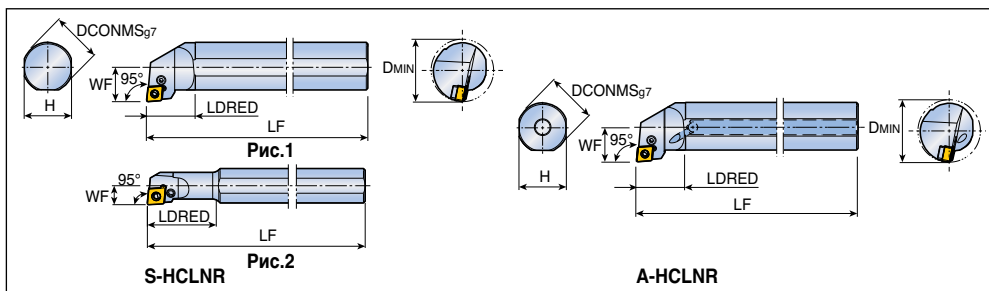 DCONMSg7
WF
95°
H
LDRED
LF
DMIN
Рис.1
95°
WF
LDRED
LF
Рис.2
S-HCLNR
DCONMSg7
WF
95°
H
LDRED
LF
DMIN
A-HCLNR